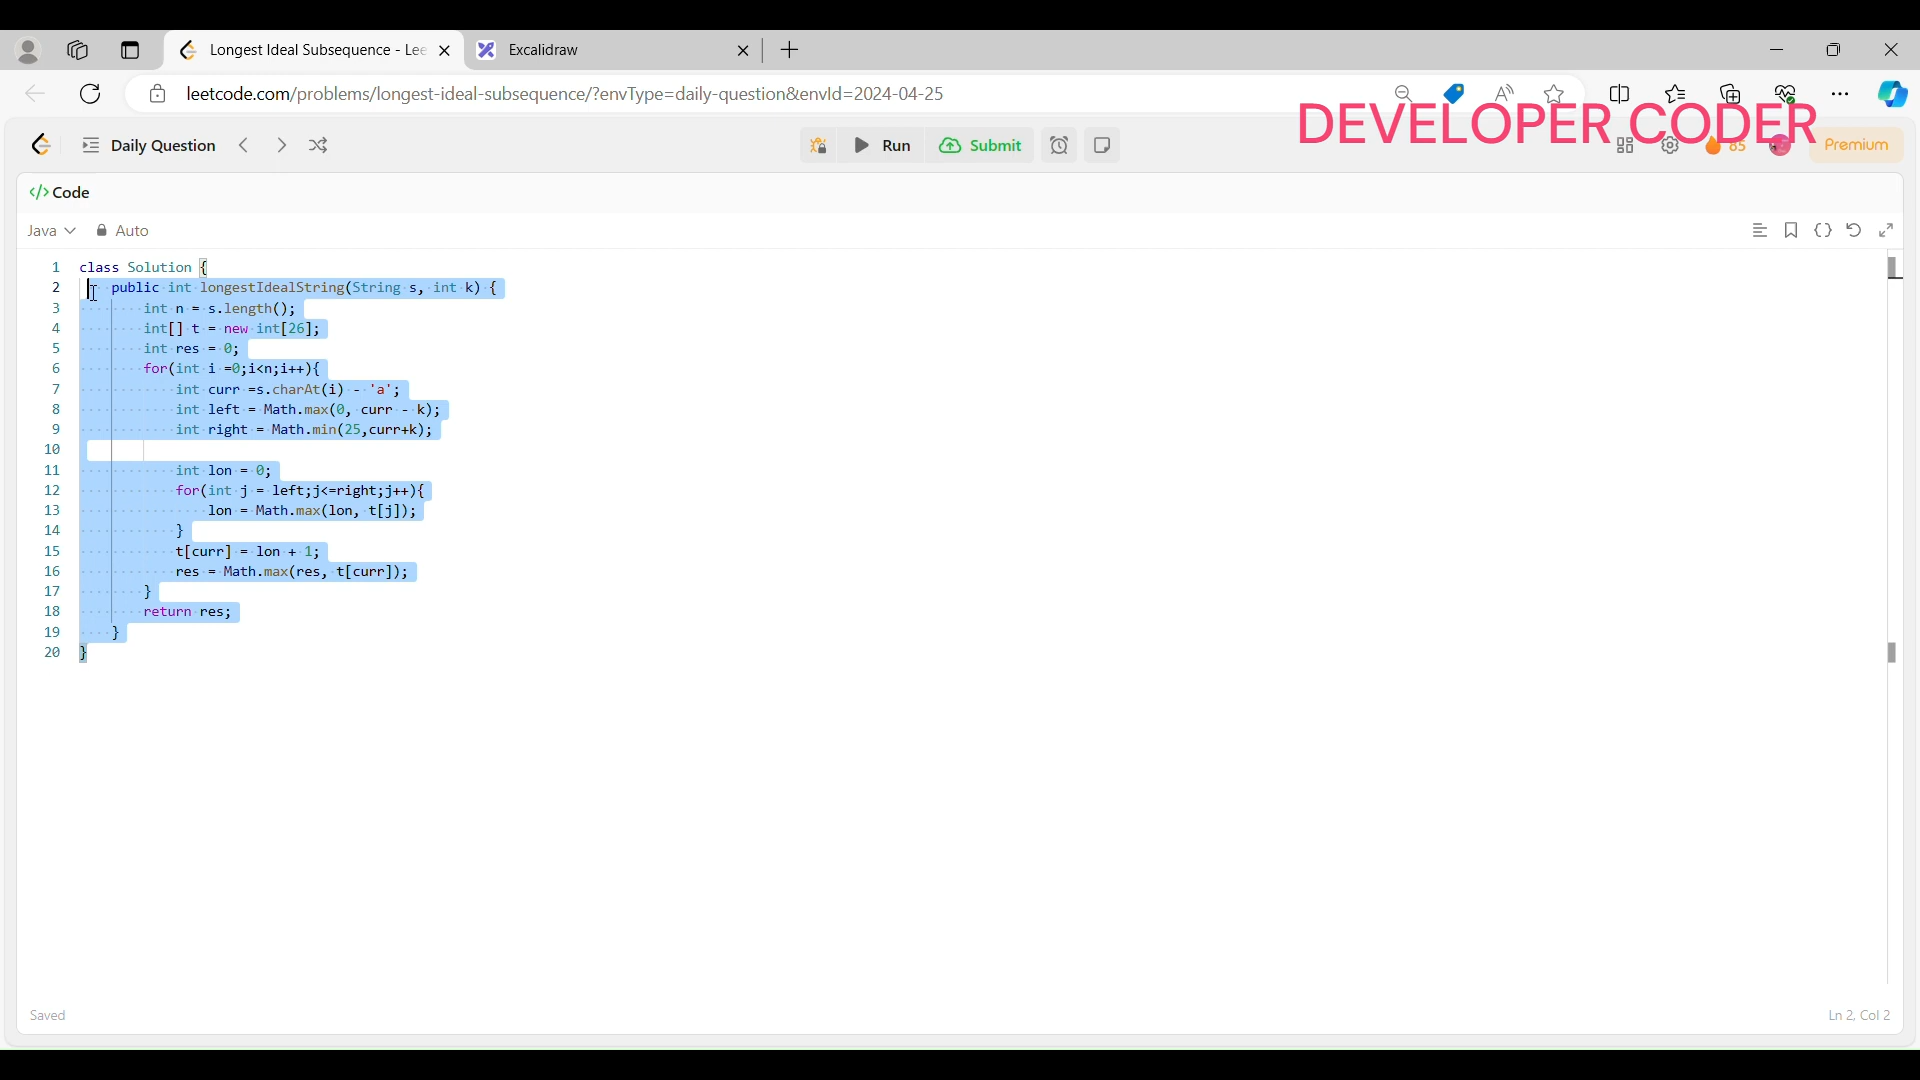 Longest Ideal Subsequence - Lee
Excalidraw
leetcode.com/problems/longest-ideal-subsequence/?envType=daily-question&envId=2024-04-25
DEVELOPER CODER
Daily Question
Run
Submit
85
Premium
</> Code
Java
Auto
1 class Solution {
2 public int longestIdealString(String s, int k) {
3 int n = s.length();
4 int[] t = new int[26];
5 int res = 0;
6 for(int i =0;i<n;i++){
7 int curr =s.charAt(i) - 'a';
8 int left = Math.max(0, curr - k);
9 int right = Math.min(25,curr+k);
10
11 int lon = 0;
12 for(int j = left;j<=right;j++){
13 lon = Math.max(lon, t[j]);
14 }
15 t[curr] = lon + 1;
16 res = Math.max(res, t[curr]);
17 }
18 return res;
19 }
20 }
Saved
Ln 2, Col 2